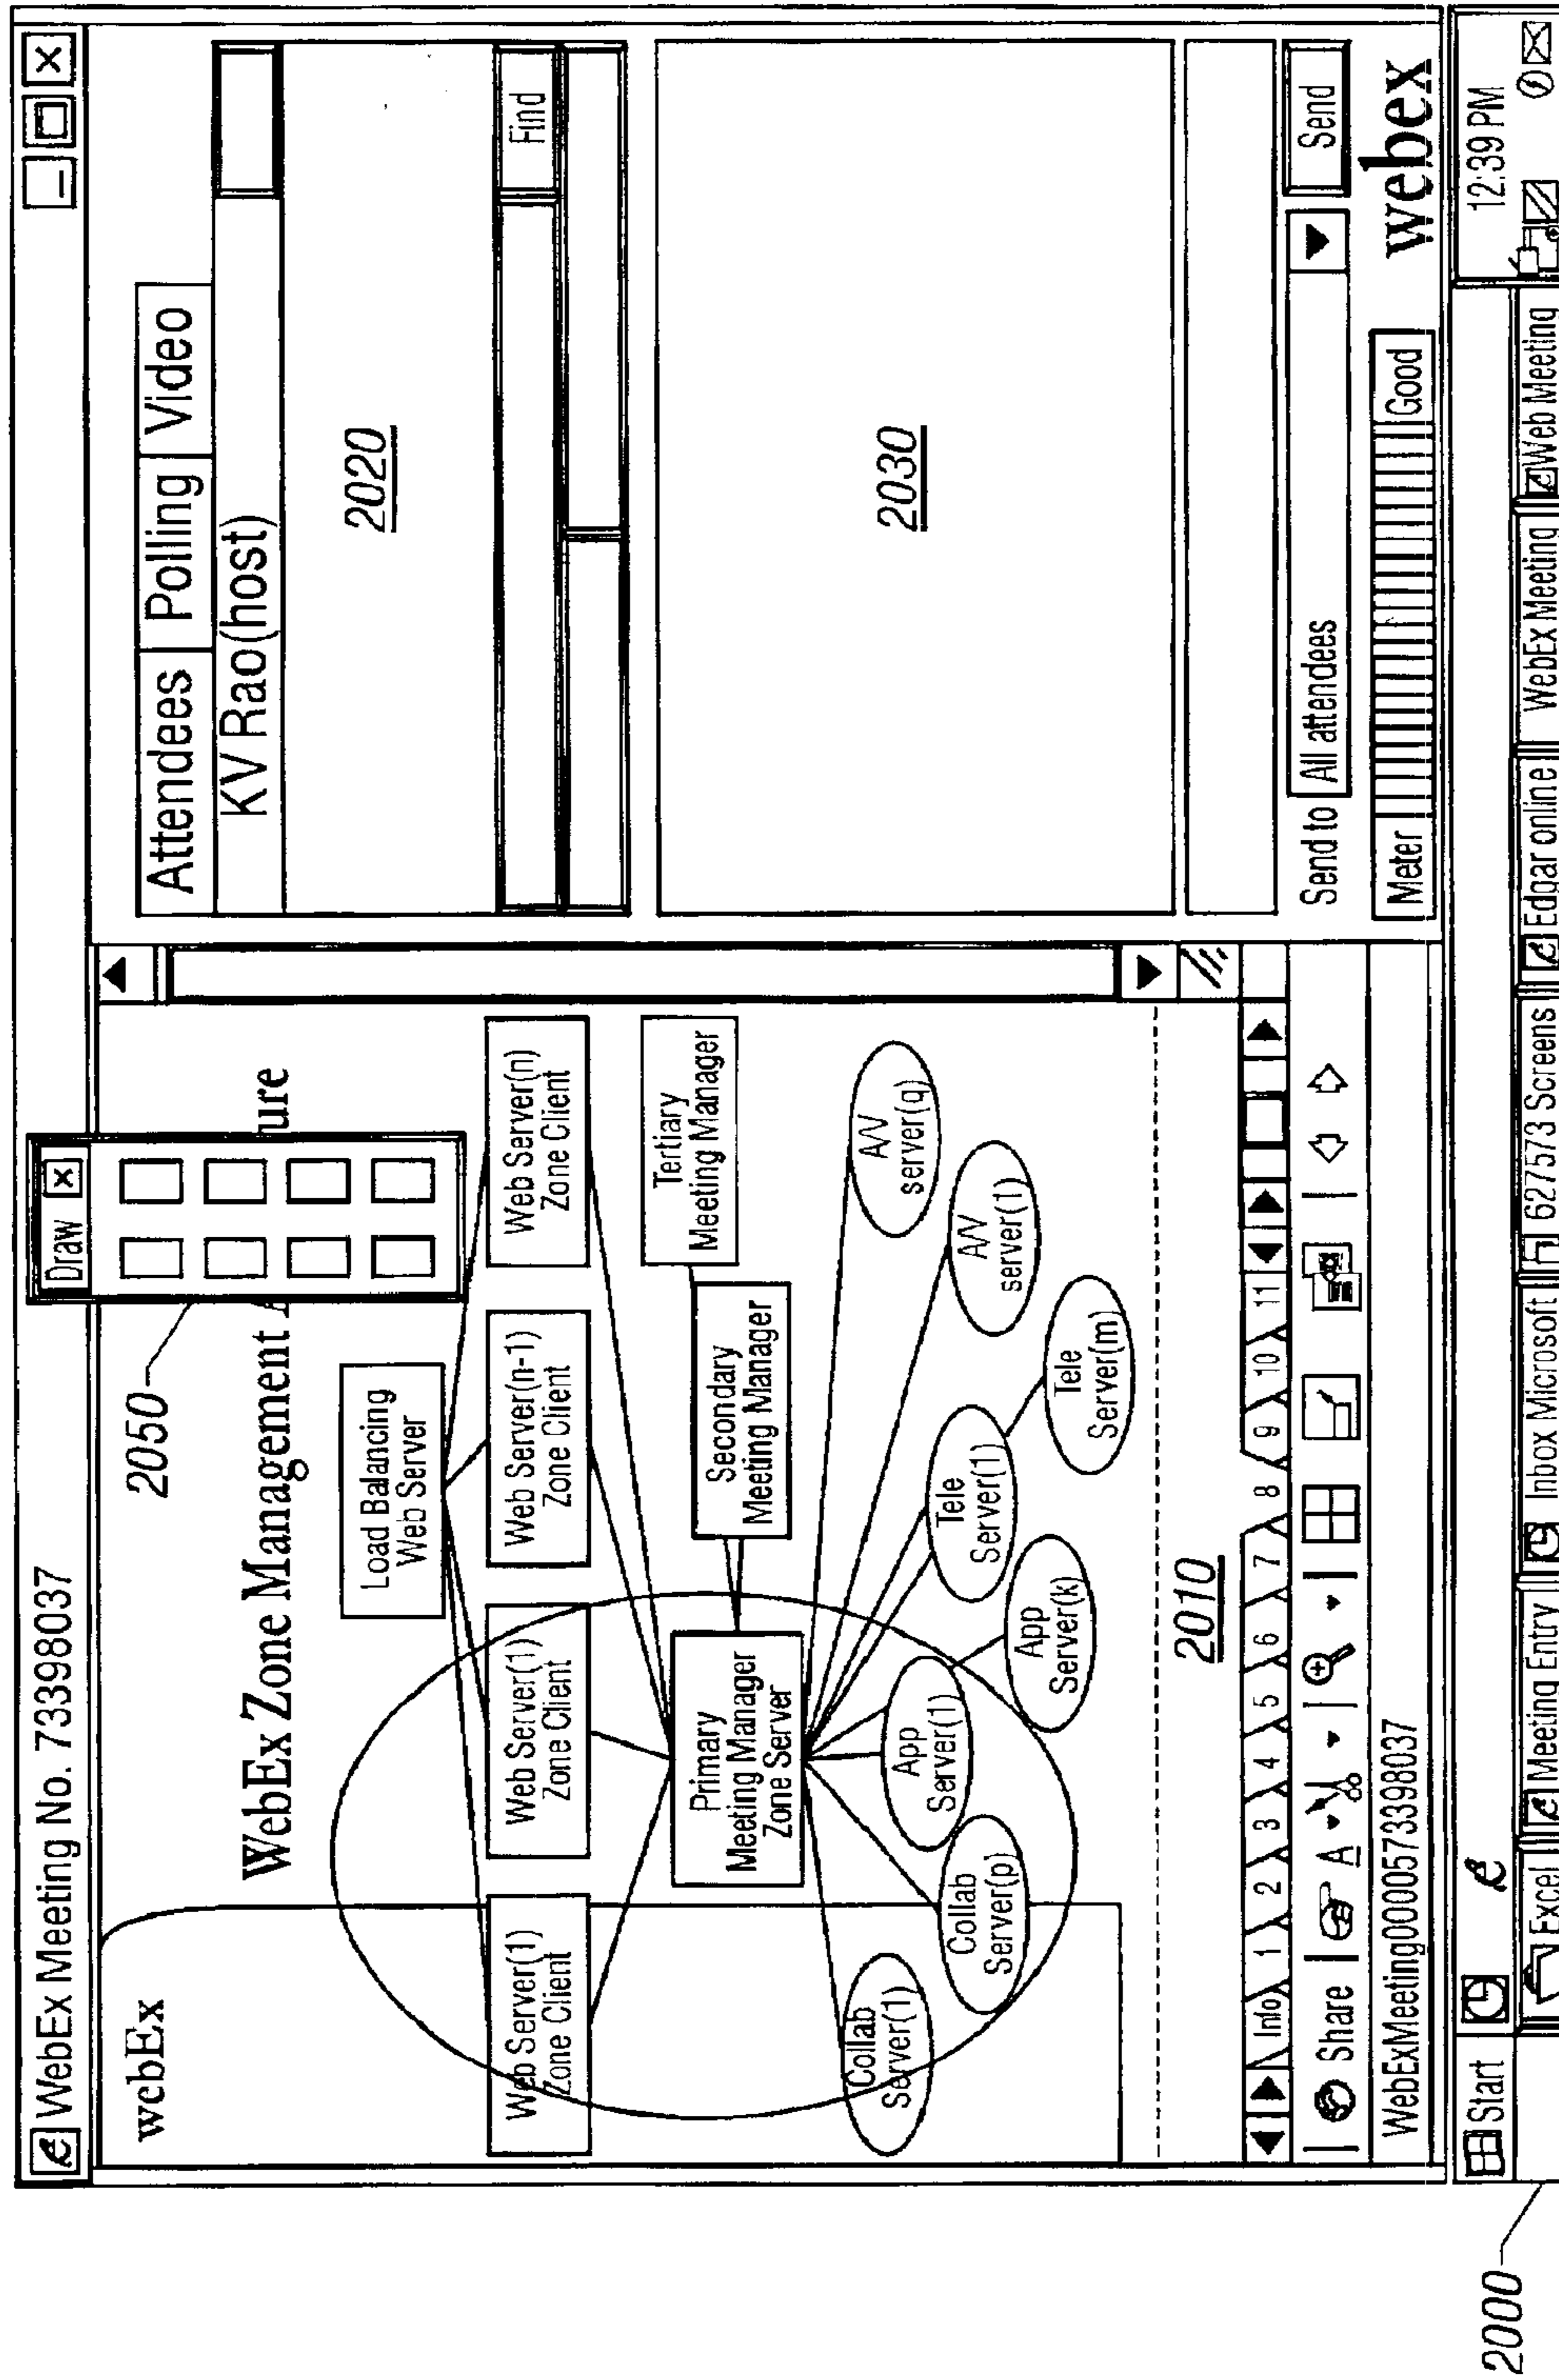 WebEx Meeting No. 73398037
webEx
2050
Draw
WebEx Zone Management A
ure
Load Balancing
Web Server
Web Server(1)
Zone Client
Web Server(1)
Zone Client
Web Server(n-1)
Zone Client
Web Server(n)
Zone Client
Primary
Meeting Manager
Zone Server
Secondary
Meeting Manager
Tertiary
Meeting Manager
Collab
Server(1)
Collab
Server(p)
App
Server(1)
App
Server(k)
Tele
Server(1)
Tele
Server(m)
A/V
server(1)
A/V
server(q)
2010
Info 1 2 3 4 5 6 7 8 9 10 11
Share A
WebExMeeting0000573398037
Attendees Polling Video
KV Rao(host)
2020
Find
2030
Send to All attendees Send
Meter Good
webex
Start
12:39 PM
Excel Meeting Entry Inbox Microsoft 627573 Screens Edgar online WebEx Meeting Web Meeting
2000